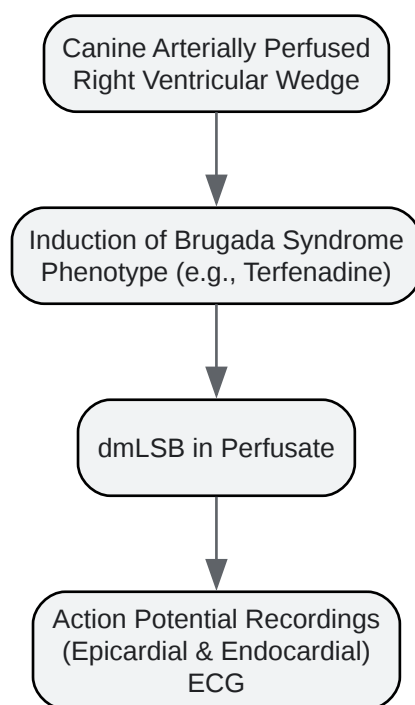 Canine Arterially Perfused
Right Ventricular Wedge
Induction of Brugada Syndrome
Phenotype (e.g., Terfenadine)
dmLSB in Perfusate
Action Potential Recordings
(Epicardial & Endocardial)
ECG